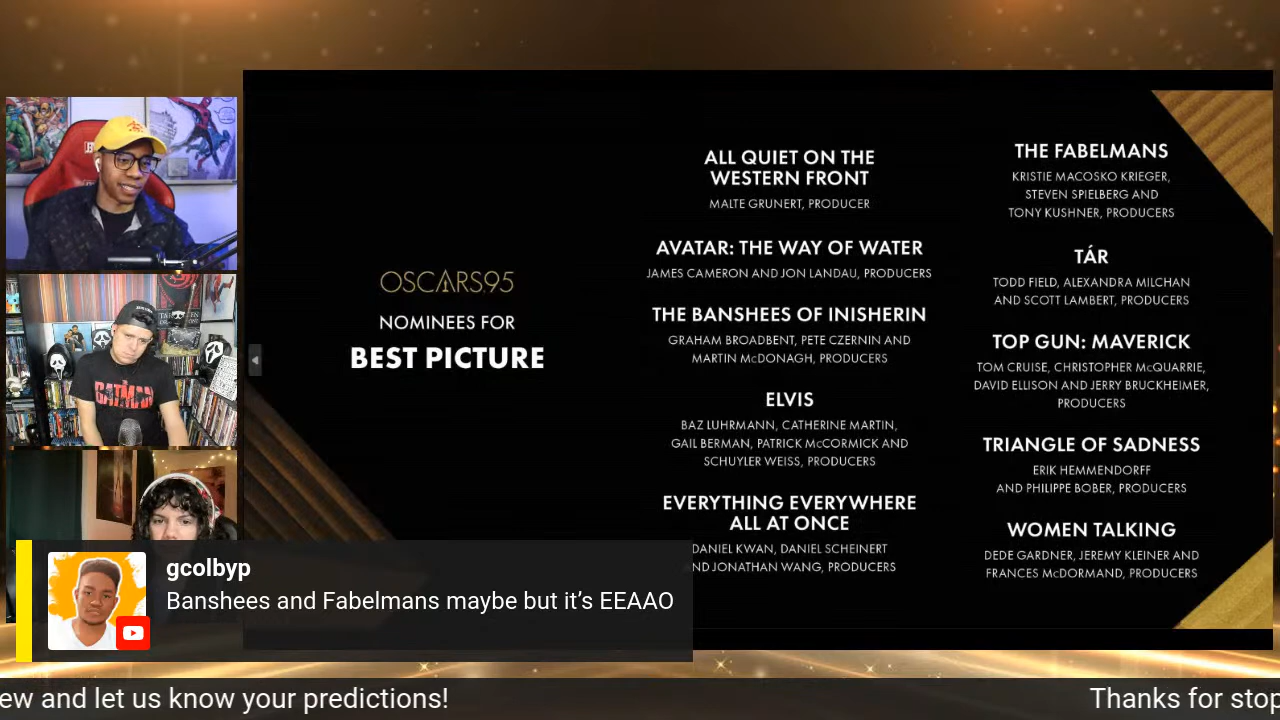 OSCARS95
NOMINEES FOR
BEST PICTURE
ALL QUIET ON THE
WESTERN FRONT
MALTE GRUNERT, PRODUCER
AVATAR: THE WAY OF WATER
JAMES CAMERON AND JON LANDAU, PRODUCERS
THE BANSHEES OF INISHERIN
GRAHAM BROADBENT, PETE CZERNIN AND
MARTIN McDONAGH, PRODUCERS
ELVIS
BAZ LUHRMANN, CATHERINE MARTIN,
GAIL BERMAN, PATRICK McCORMICK AND
SCHUYLER WEISS, PRODUCERS
EVERYTHING EVERYWHERE
ALL AT ONCE
DANIEL KWAN, DANIEL SCHEINERT
ND JONATHAN WANG, PRODUCERS
THE FABELMANS
KRISTIE MACOSKO KRIEGER,
STEVEN SPIELBERG AND
TONY KUSHNER, PRODUCERS
TÁR
TODD FIELD, ALEXANDRA MILCHAN
AND SCOTT LAMBERT, PRODUCERS
TOP GUN: MAVERICK
TOM CRUISE, CHRISTOPHER McQUARRIE,
DAVID ELLISON AND JERRY BRUCKHEIMER,
PRODUCERS
TRIANGLE OF SADNESS
ERIK HEMMENDORFF
AND PHILIPPE BOBER, PRODUCERS
WOMEN TALKING
DEDE GARDNER, JEREMY KLEINER AND
FRANCES McDORMAND, PRODUCERS
BATMAN
gcolbyp
Banshees and Fabelmans maybe but it’s EEAAO
ew and let us know your predictions!
Thanks for stop